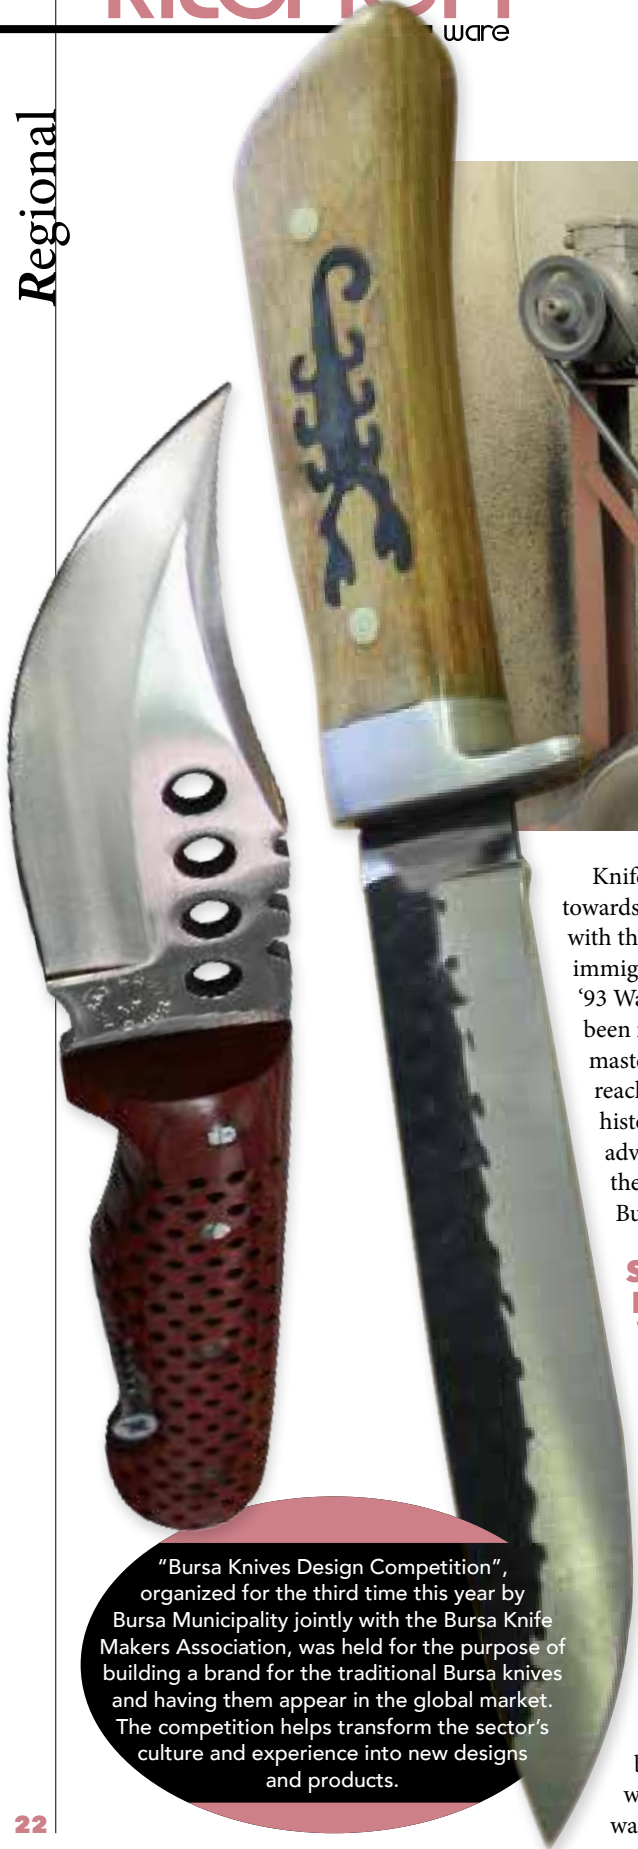 ware
Regional
Knif
towards
with th
immig
‘93 Wa
been
mast
reach
hist
adv
the
Bu
“Bursa Knives Design Competition”,
organized for the third time this year by
Bursa Municipality jointly with the Bursa Knife
Makers Association, was held for the purpose of
building a brand for the traditional Bursa knives
and having them appear in the global market.
The competition helps transform the sector’s
culture and experience into new designs
and products.
w
wa
22